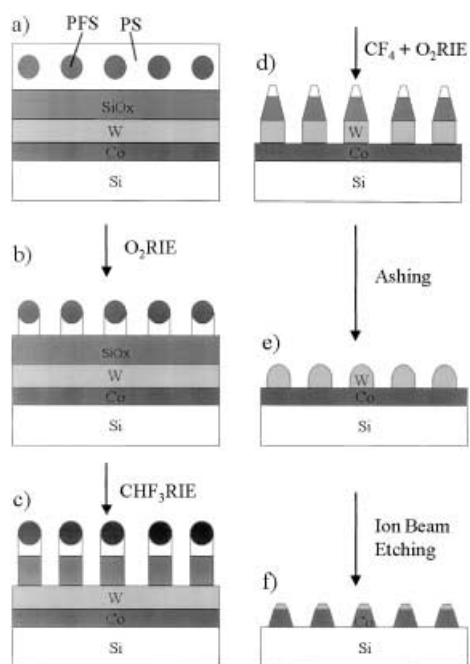 a)
PFS PS
SiOx
W
Co
Si
b)
O₂RIE
SiOx
W
Co
Si
c)
CHF₃RIE
W
Co
Si
d)
CF₄ + O₂RIE
W
Co
Si
Ashing
e)
W
Co
Si
Ion Beam
Etching
f)
Co
Si